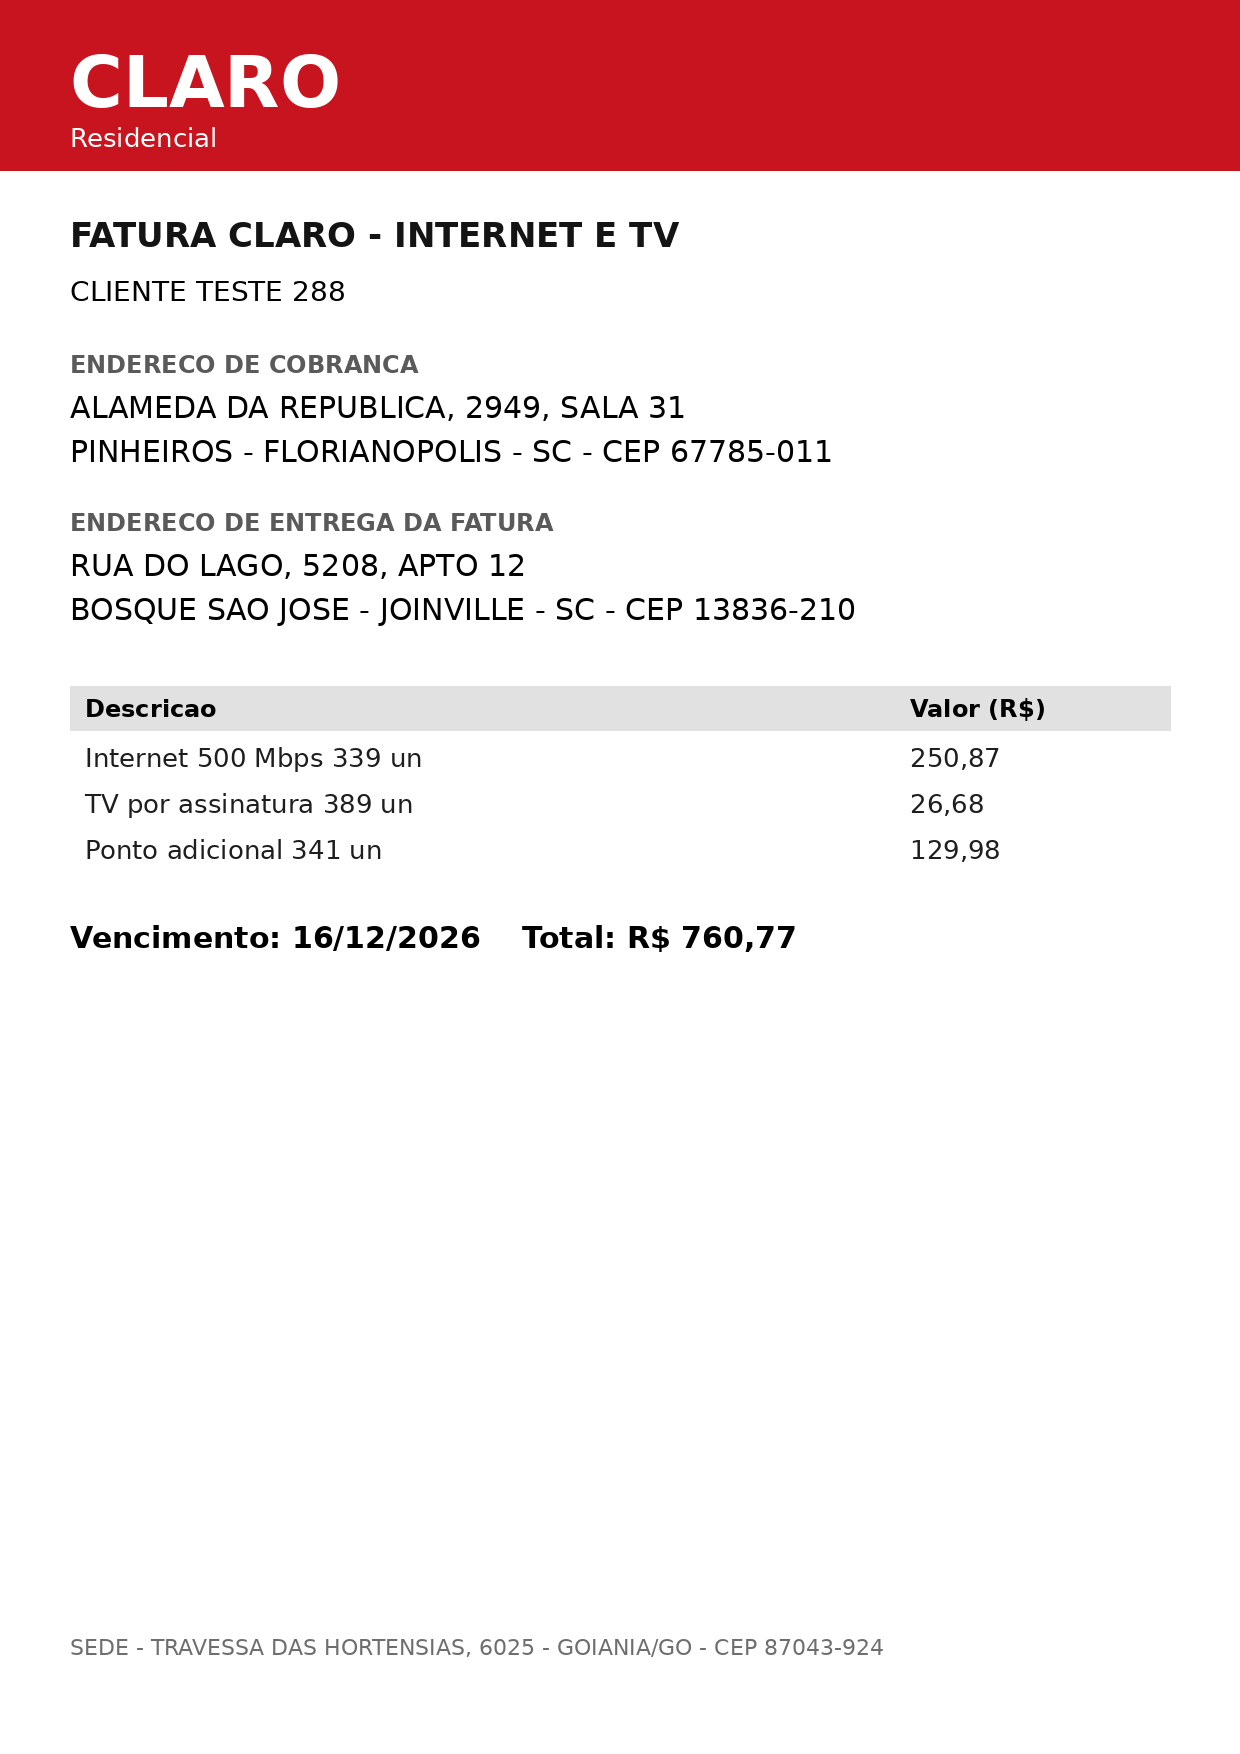 CLARO
Residencial
FATURA CLARO - INTERNET E TV
CLIENTE TESTE 288
ENDERECO DE COBRANCA
ALAMEDA DA REPUBLICA, 2949, SALA 31
PINHEIROS - FLORIANOPOLIS - SC - CEP 67785-011
ENDERECO DE ENTREGA DA FATURA
RUA DO LAGO, 5208, APTO 12
BOSQUE SAO JOSE - JOINVILLE - SC - CEP 13836-210
Descricao Valor (R$)
Internet 500 Mbps 339 un 250,87
TV por assinatura 389 un 26,68
Ponto adicional 341 un 129,98
Vencimento: 16/12/2026 Total: R$ 760,77
SEDE - TRAVESSA DAS HORTENSIAS, 6025 - GOIANIA/GO - CEP 87043-924